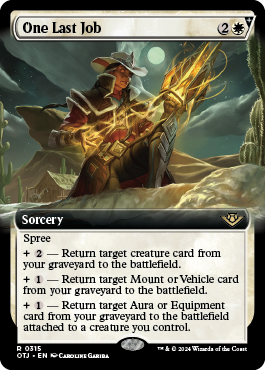 One Last Job 2
Sorcery
Spree
+ 2 — Return target creature card from
your graveyard to the battlefield.
+ 1 — Return target Mount or Vehicle card
from your graveyard to the battlefield.
+ 1 — Return target Aura or Equipment
card from your graveyard to the battlefield
attached to a creature you control.
R 0315
OTJ • EN CAROLINE GARIBA
™ & © 2024 Wizards of the Coast